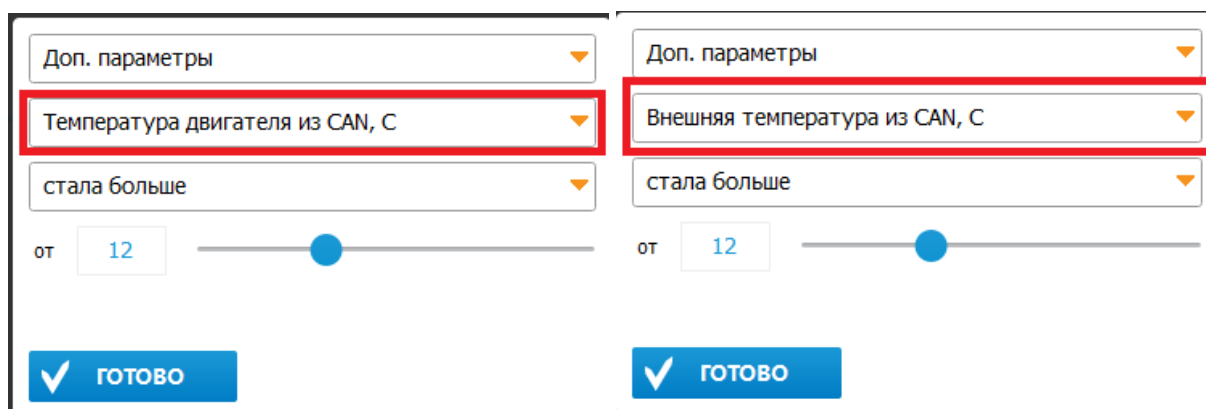 Доп. параметры
Температура двигателя из CAN, C
стала больше
от 12
ГОТОВО
Доп. параметры
Внешняя температура из CAN, C
стала больше
от 12
ГОТОВО